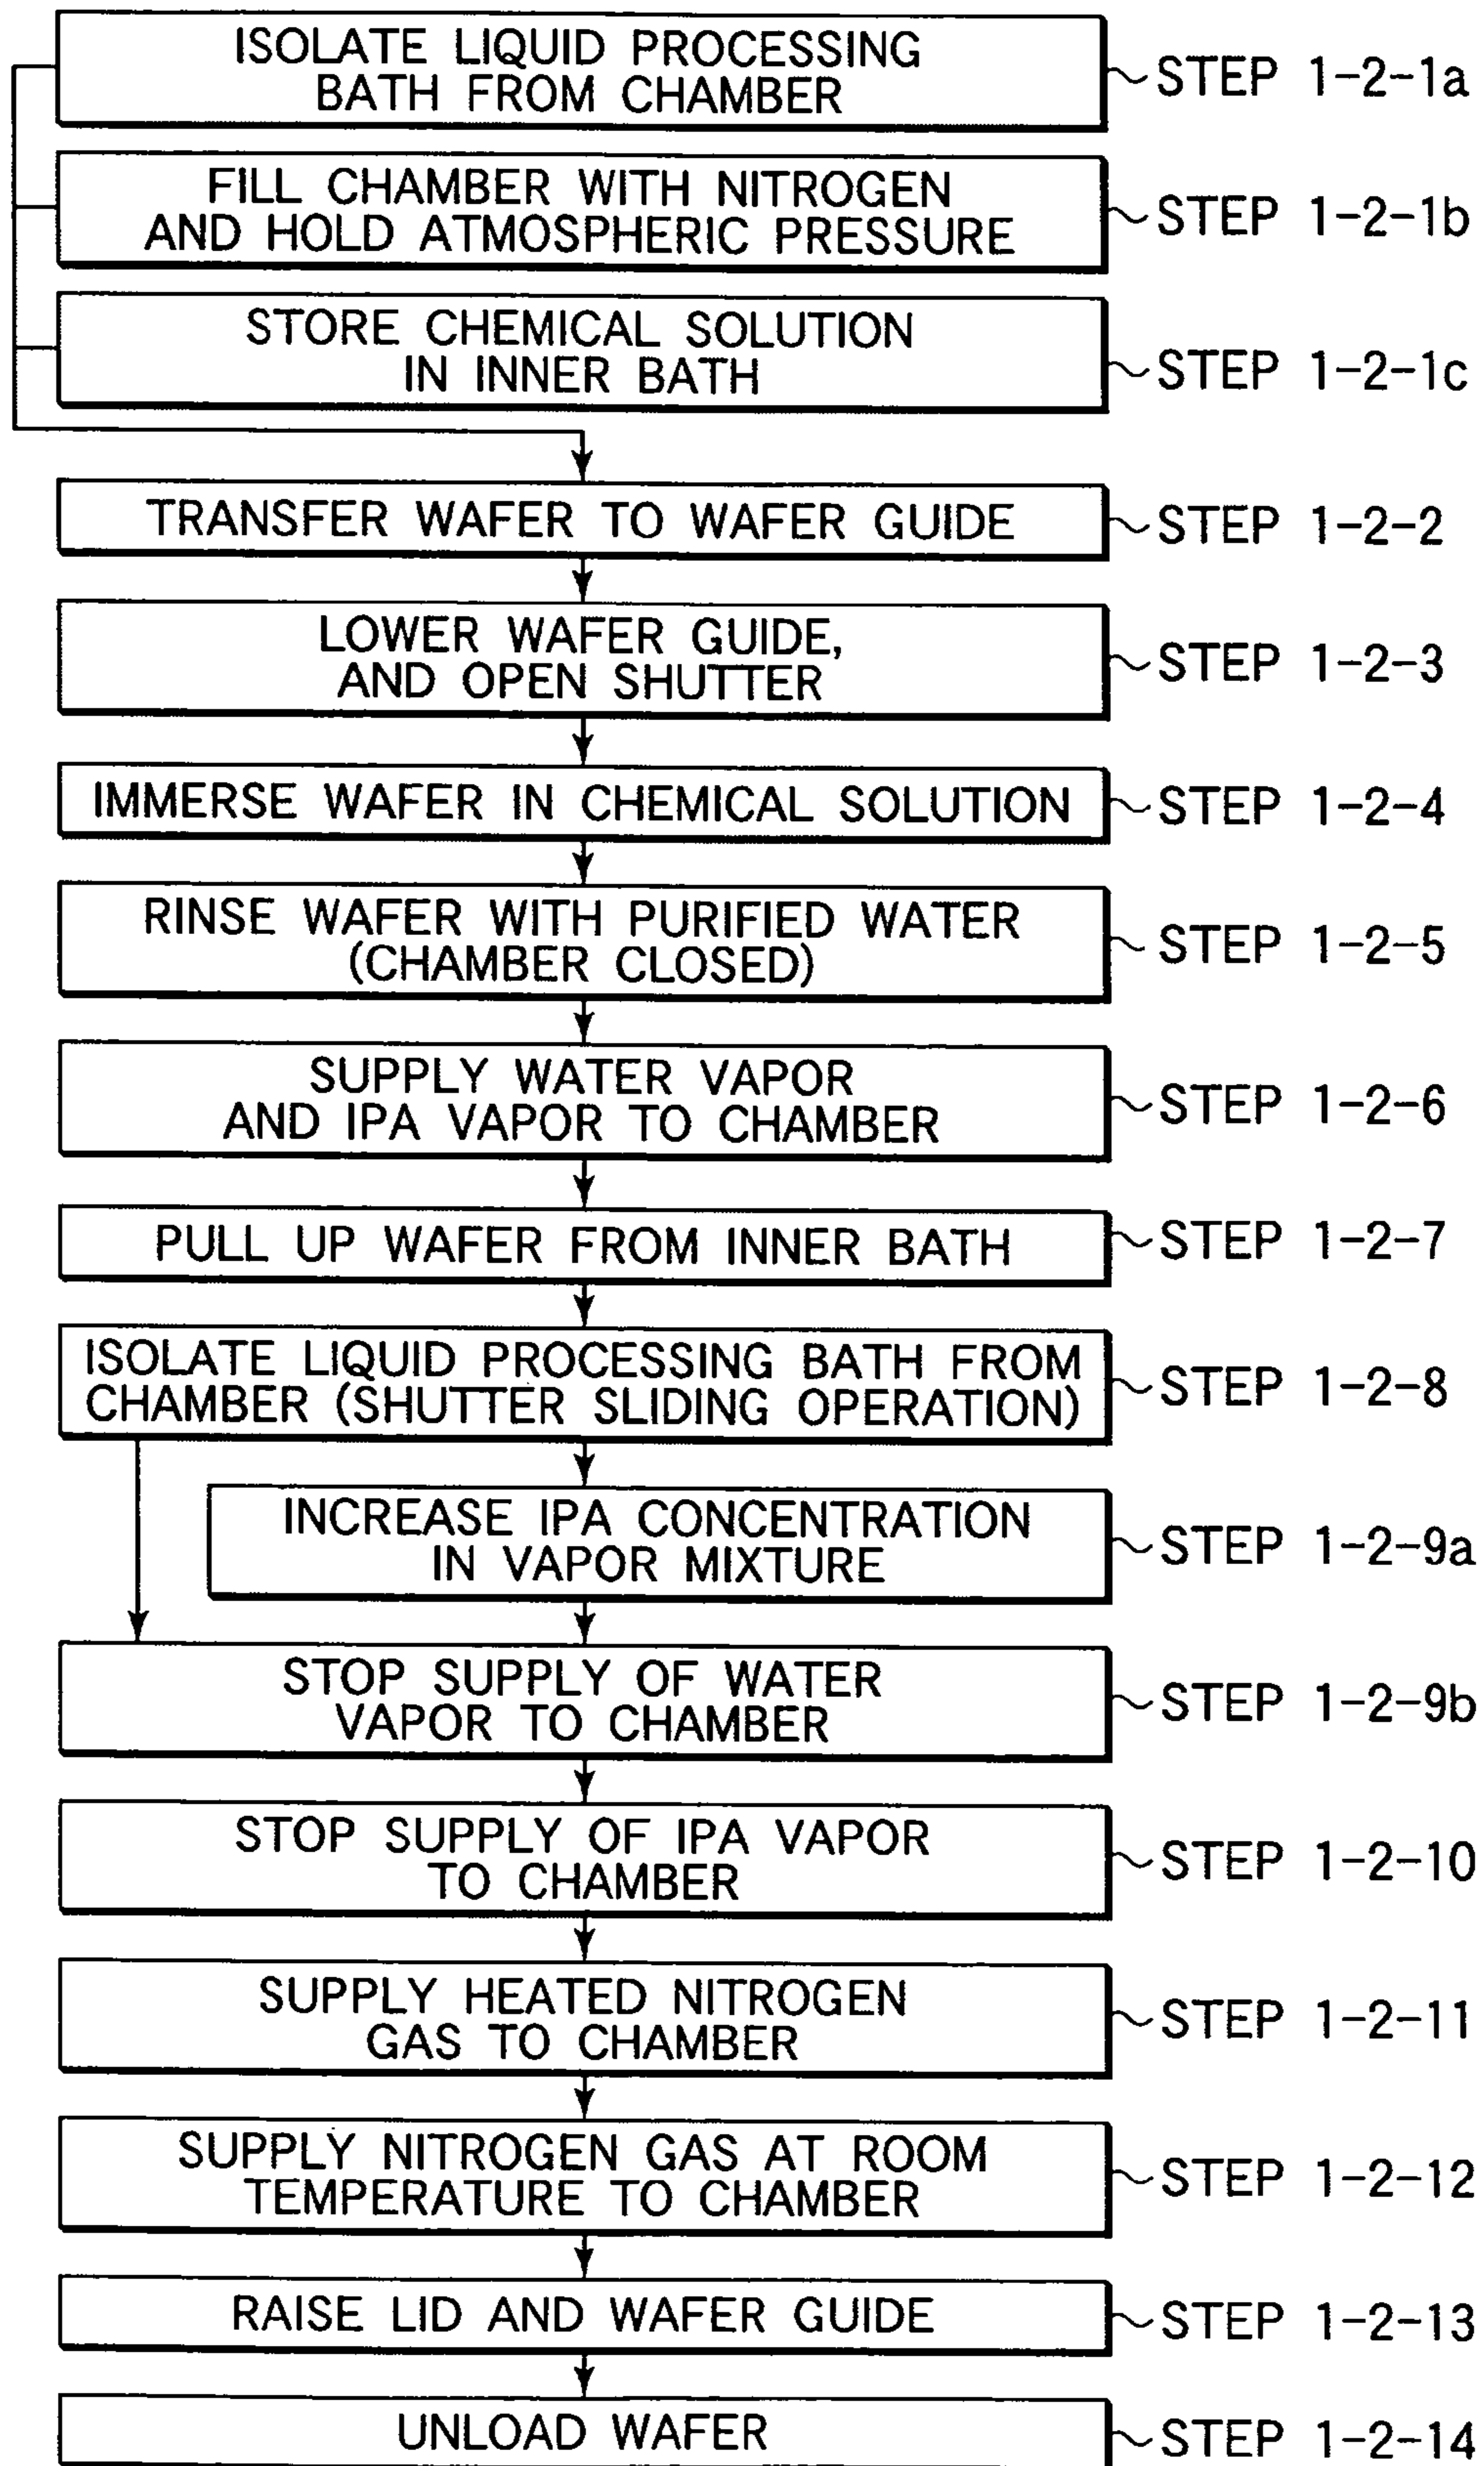 ISOLATE LIQUID PROCESSING
BATH FROM CHAMBER
STEP 1-2-1a
FILL CHAMBER WITH NITROGEN
AND HOLD ATMOSPHERIC PRESSURE
STEP 1-2-1b
STORE CHEMICAL SOLUTION
IN INNER BATH
STEP 1-2-1c
TRANSFER WAFER TO WAFER GUIDE
STEP 1-2-2
LOWER WAFER GUIDE,
AND OPEN SHUTTER
STEP 1-2-3
IMMERSE WAFER IN CHEMICAL SOLUTION
STEP 1-2-4
RINSE WAFER WITH PURIFIED WATER
(CHAMBER CLOSED)
STEP 1-2-5
SUPPLY WATER VAPOR
AND IPA VAPOR TO CHAMBER
STEP 1-2-6
PULL UP WAFER FROM INNER BATH
STEP 1-2-7
ISOLATE LIQUID PROCESSING BATH FROM
CHAMBER (SHUTTER SLIDING OPERATION)
STEP 1-2-8
INCREASE IPA CONCENTRATION
IN VAPOR MIXTURE
STEP 1-2-9a
STOP SUPPLY OF WATER
VAPOR TO CHAMBER
STEP 1-2-9b
STOP SUPPLY OF IPA VAPOR
TO CHAMBER
STEP 1-2-10
SUPPLY HEATED NITROGEN
GAS TO CHAMBER
STEP 1-2-11
SUPPLY NITROGEN GAS AT ROOM
TEMPERATURE TO CHAMBER
STEP 1-2-12
RAISE LID AND WAFER GUIDE
STEP 1-2-13
UNLOAD WAFER
STEP 1-2-14